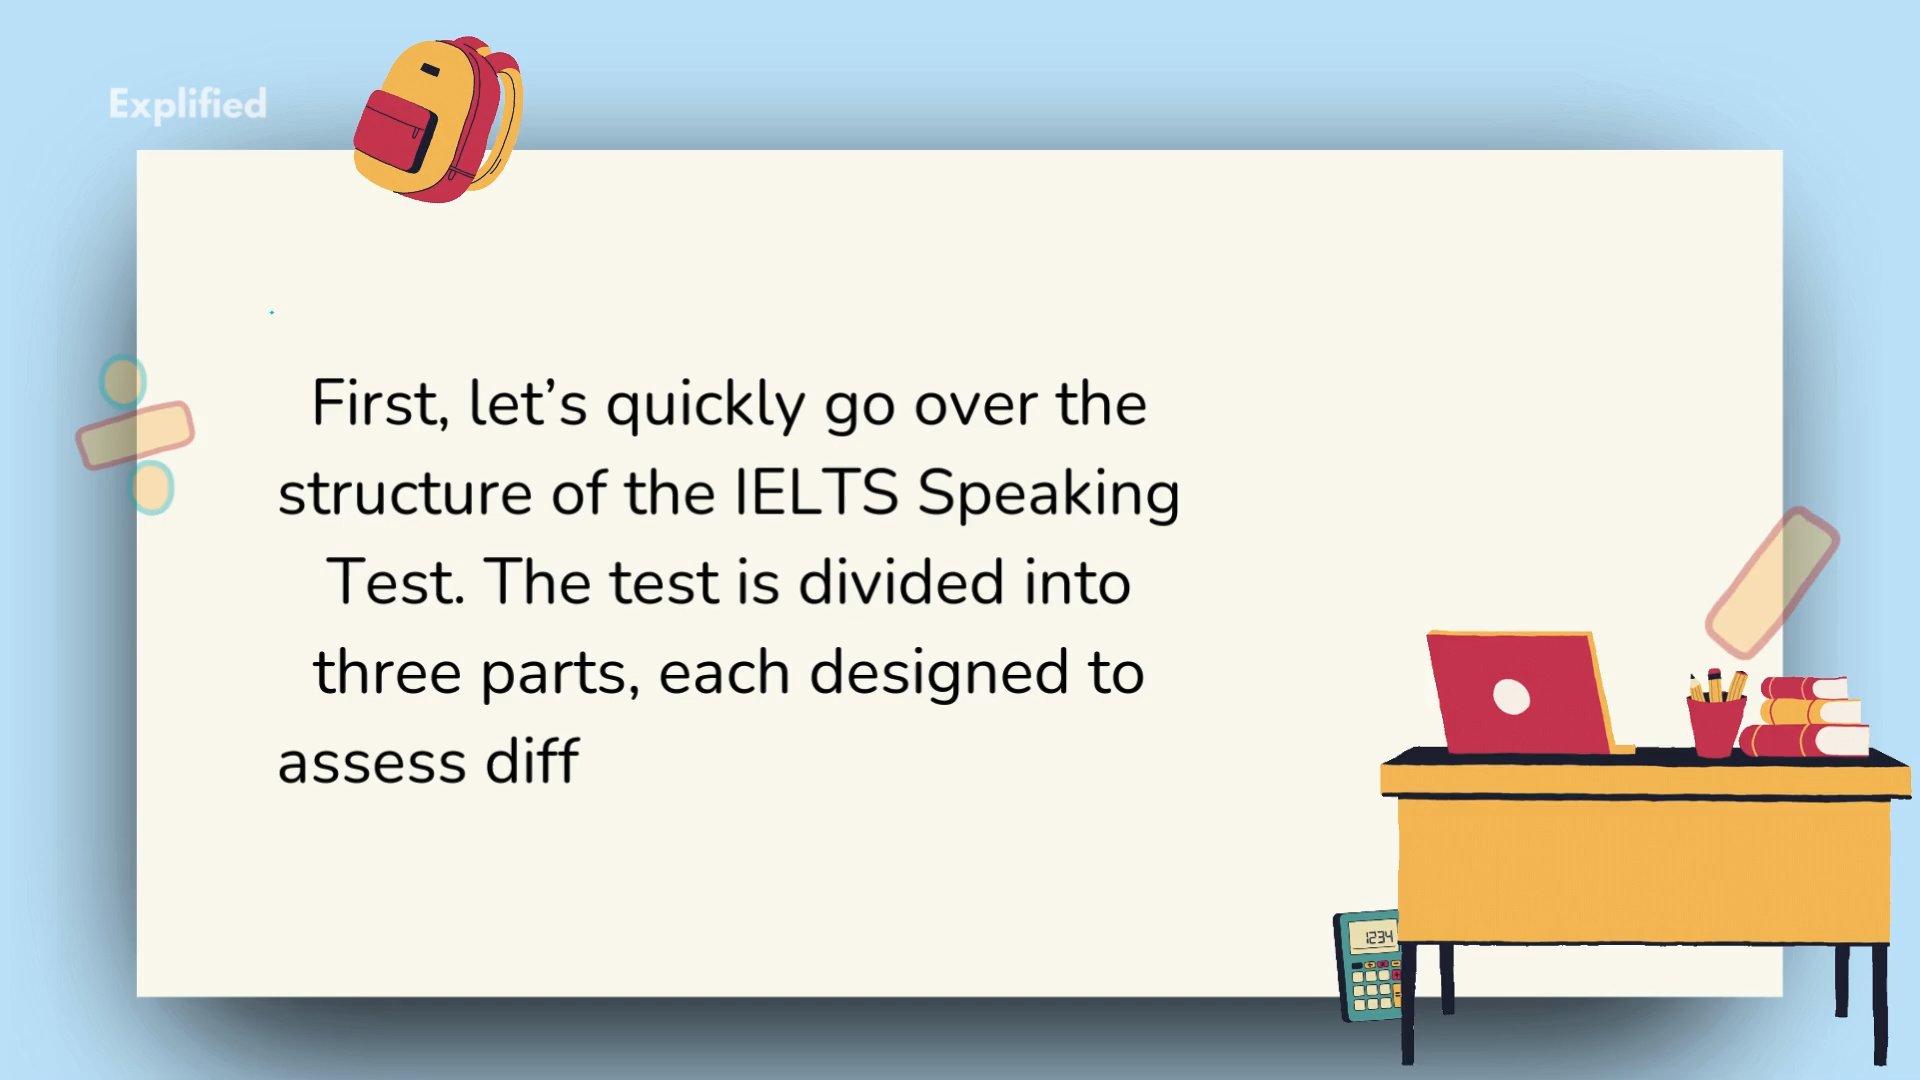 Explified
First, let’s quickly go over the
structure of the IELTS Speaking
Test. The test is divided into
three parts, each designed to
assess diff
1234